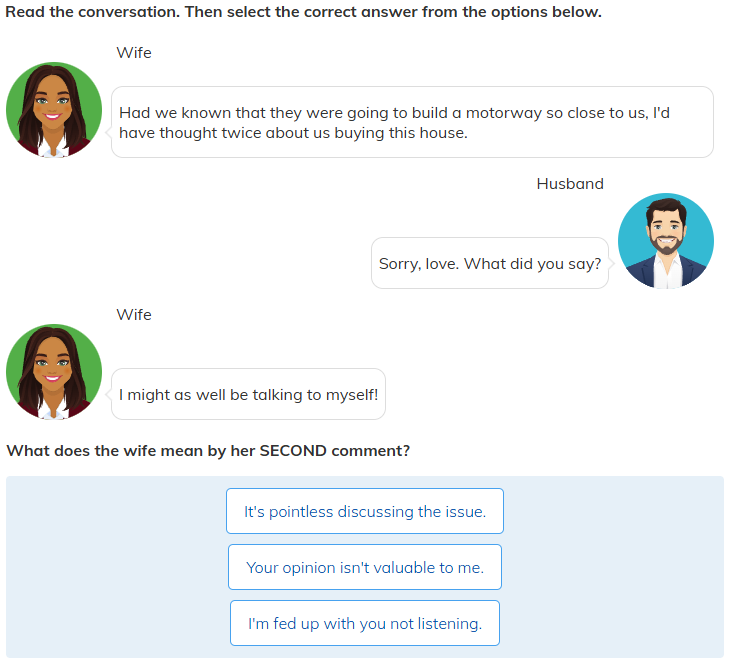 Read the conversation. Then select the correct answer from the options below.
Wife
Had we known that they were going to build a motorway so close to us, I'd
have thought twice about us buying this house.
Husband
Sorry, love. What did you say?
Wife
I might as well be talking to myself!
What does the wife mean by her SECOND comment?
It's pointless discussing the issue.
Your opinion isn't valuable to me.
I'm fed up with you not listening.